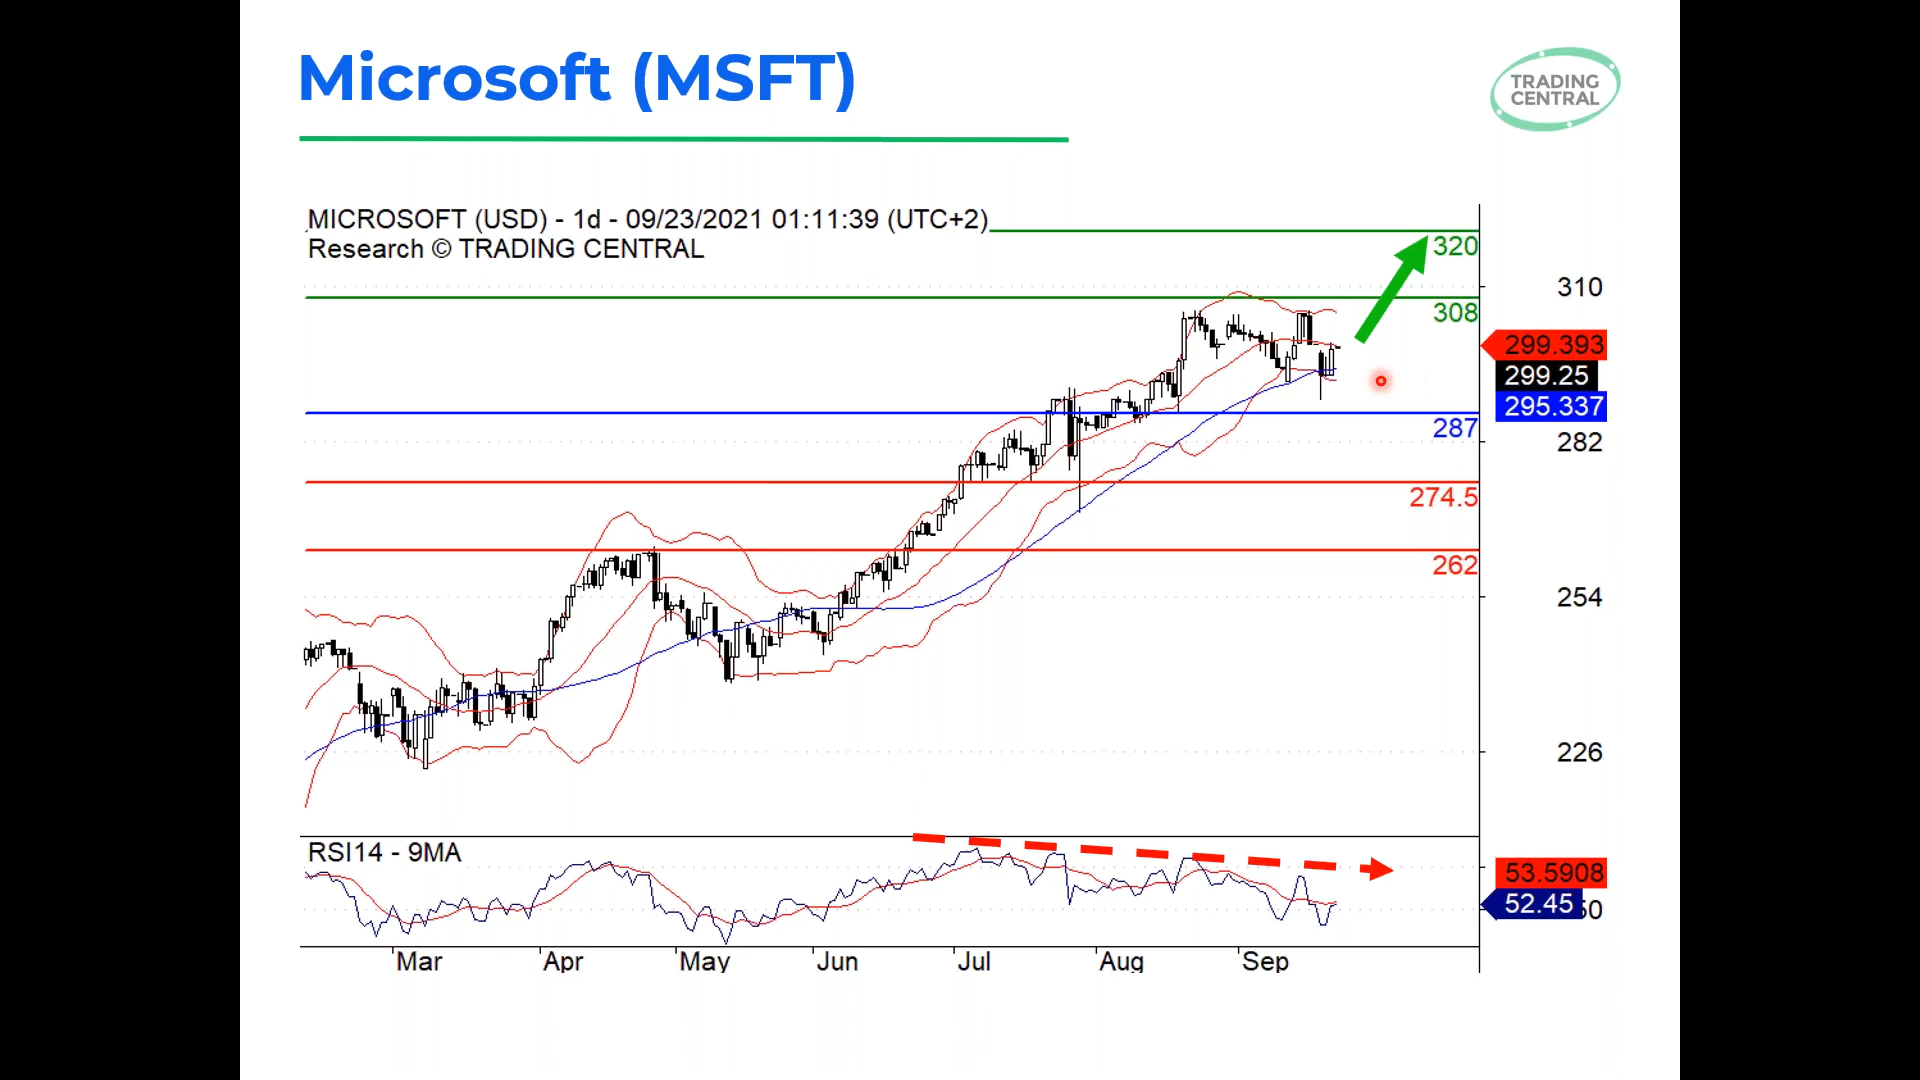 Microsoft (MSFT)
TRADING
CENTRAL
MICROSOFT (USD) - 1d - 09/23/2021 01:11:39 (UTC+2)
Research © TRADING CENTRAL
320
310
308
299.393
299.25
295.337
287
282
274.5
262
254
226
RSI14 - 9MA
53.5908
52.45
50
Mar Apr May Jun Jul Aug Sep